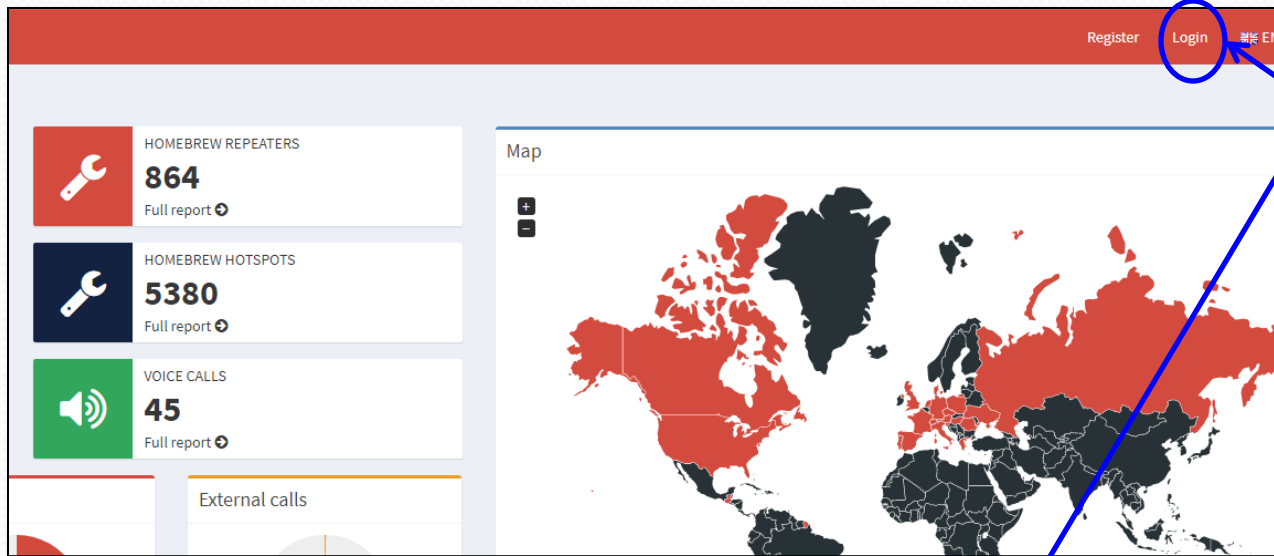 Register Login EN
HOMEBREW REPEATERS
864
Full report
HOMEBREW HOTSPOTS
5380
Full report
VOICE CALLS
45
Full report
External calls
Map
+
−